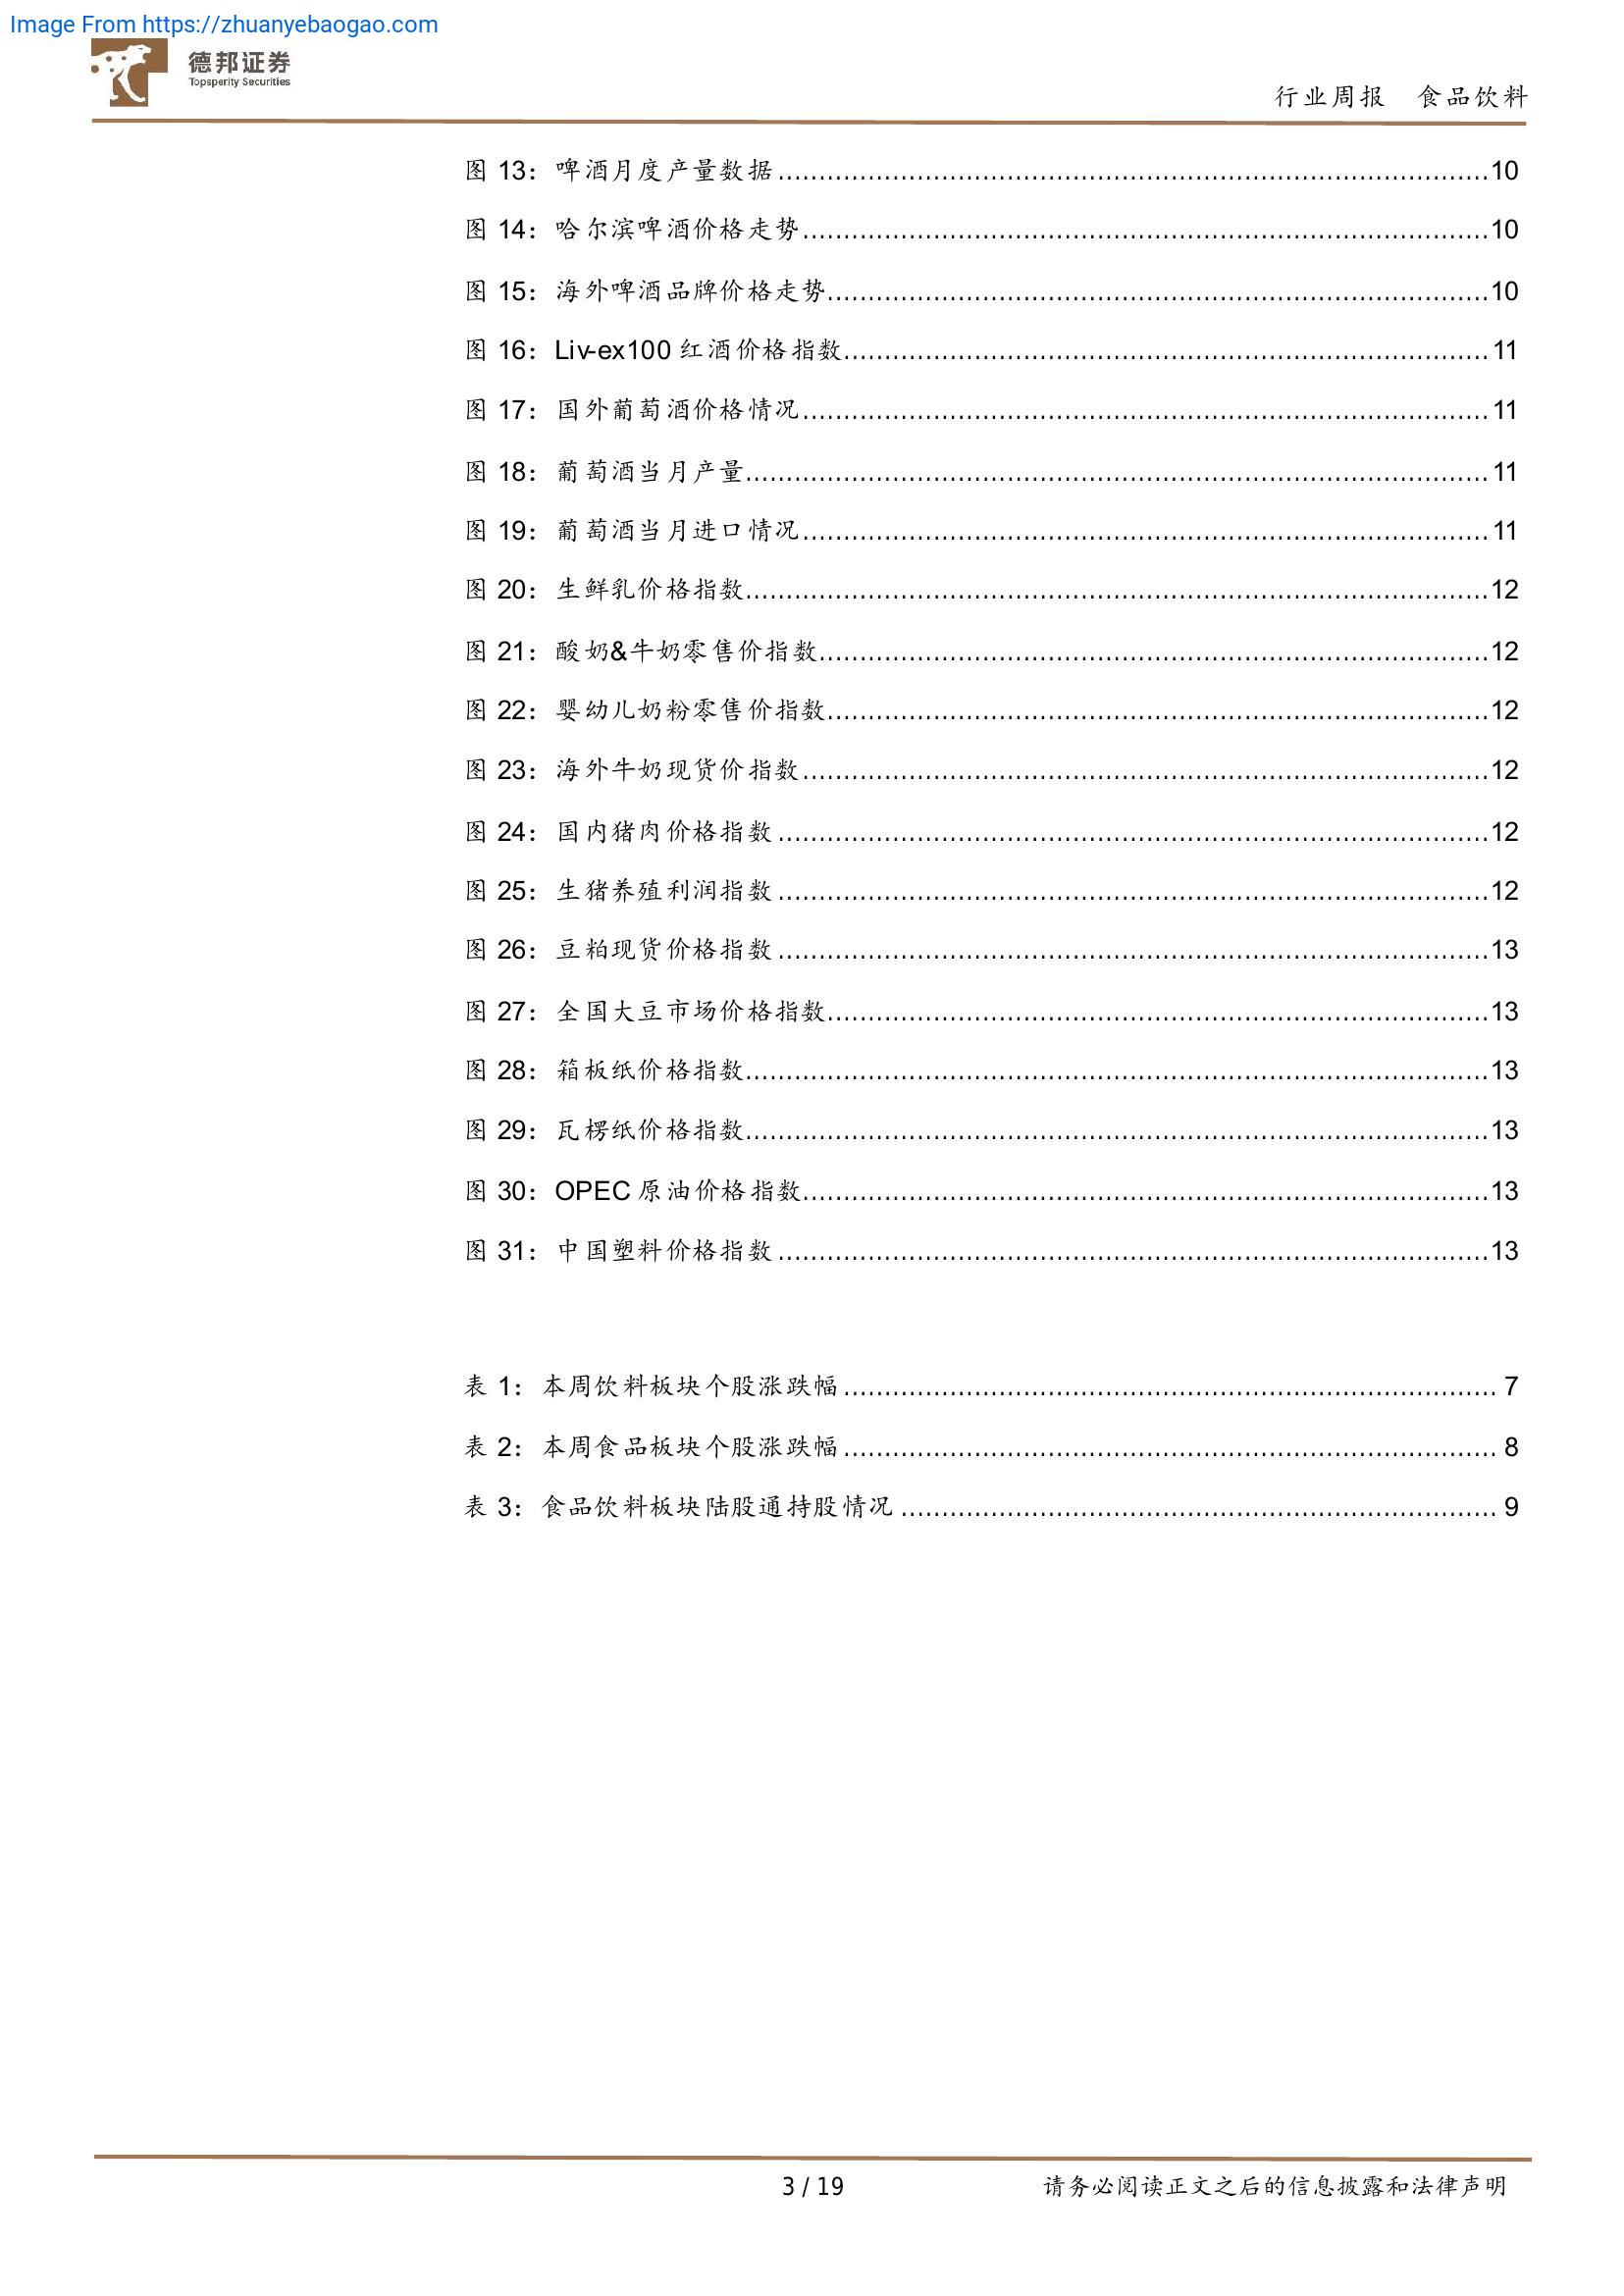 Image From https://zhuanyebaogao.com
德邦证券
Topsperity Securities
行业周报 食品饮料
图 13：啤酒月度产量数据........................................................................................10
图 14：哈尔滨啤酒价格走势.....................................................................................10
图 15：海外啤酒品牌价格走势..................................................................................10
图 16：Liv-ex100 红酒价格指数................................................................................11
图 17：国外葡萄酒价格情况.....................................................................................11
图 18：葡萄酒当月产量............................................................................................11
图 19：葡萄酒当月进口情况.....................................................................................11
图 20：生鲜乳价格指数............................................................................................12
图 21：酸奶&牛奶零售价指数...................................................................................12
图 22：婴幼儿奶粉零售价指数..................................................................................12
图 23：海外牛奶现货价指数.....................................................................................12
图 24：国内猪肉价格指数........................................................................................12
图 25：生猪养殖利润指数........................................................................................12
图 26：豆粕现货价格指数........................................................................................13
图 27：全国大豆市场价格指数..................................................................................13
图 28：箱板纸价格指数............................................................................................13
图 29：瓦楞纸价格指数............................................................................................13
图 30：OPEC 原油价格指数.....................................................................................13
图 31：中国塑料价格指数........................................................................................13
表 1：本周饮料板块个股涨跌幅................................................................................. 7
表 2：本周食品板块个股涨跌幅................................................................................. 8
表 3：食品饮料板块陆股通持股情况.......................................................................... 9
3 / 19
请务必阅读正文之后的信息披露和法律声明